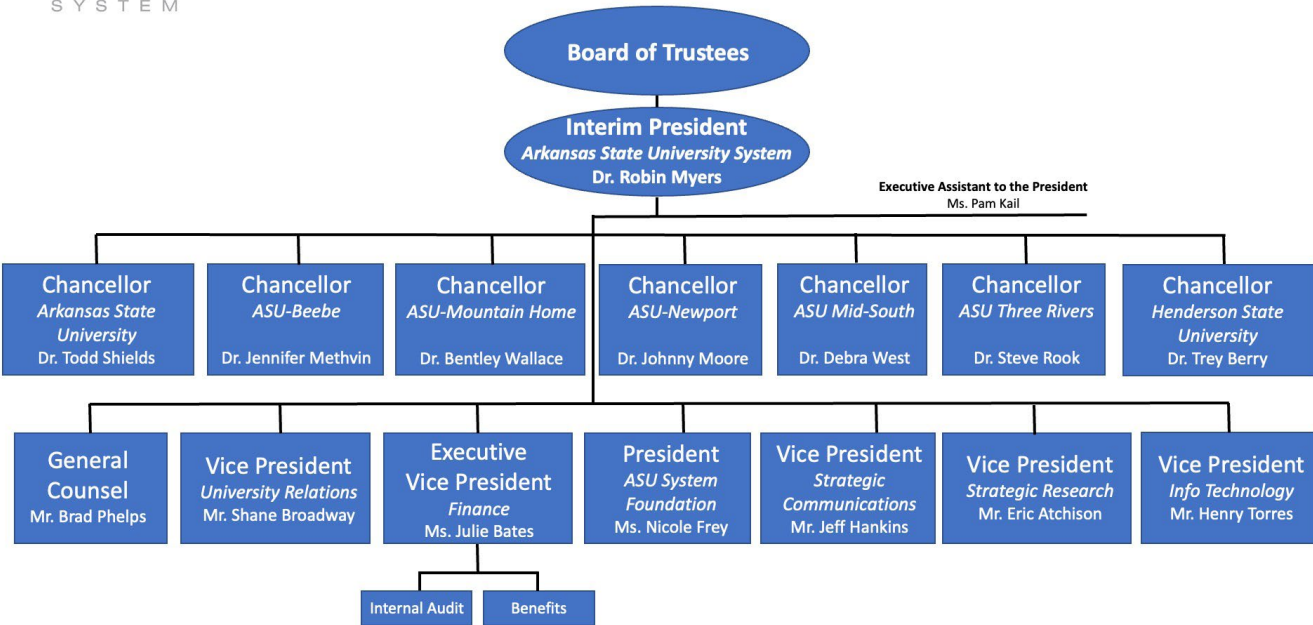 SYSTEM
Board of Trustees
Interim President
Arkansas State University System
Dr. Robin Myers
Executive Assistant to the President
Ms. Pam Kail
Chancellor
Arkansas State
University
Dr. Todd Shields
Chancellor
ASU-Beebe
Dr. Jennifer Methvin
Chancellor
ASU-Mountain Home
Dr. Bentley Wallace
Chancellor
ASU-Newport
Dr. Johnny Moore
Chancellor
ASU Mid-South
Dr. Debra West
Chancellor
ASU Three Rivers
Dr. Steve Rook
Chancellor
Henderson State
University
Dr. Trey Berry
General
Counsel
Mr. Brad Phelps
Vice President
University Relations
Mr. Shane Broadway
Executive
Vice President
Finance
Ms. Julie Bates
President
ASU System
Foundation
Ms. Nicole Frey
Vice President
Strategic
Communications
Mr. Jeff Hankins
Vice President
Strategic Research
Mr. Eric Atchison
Vice President
Info Technology
Mr. Henry Torres
Internal Audit
Benefits